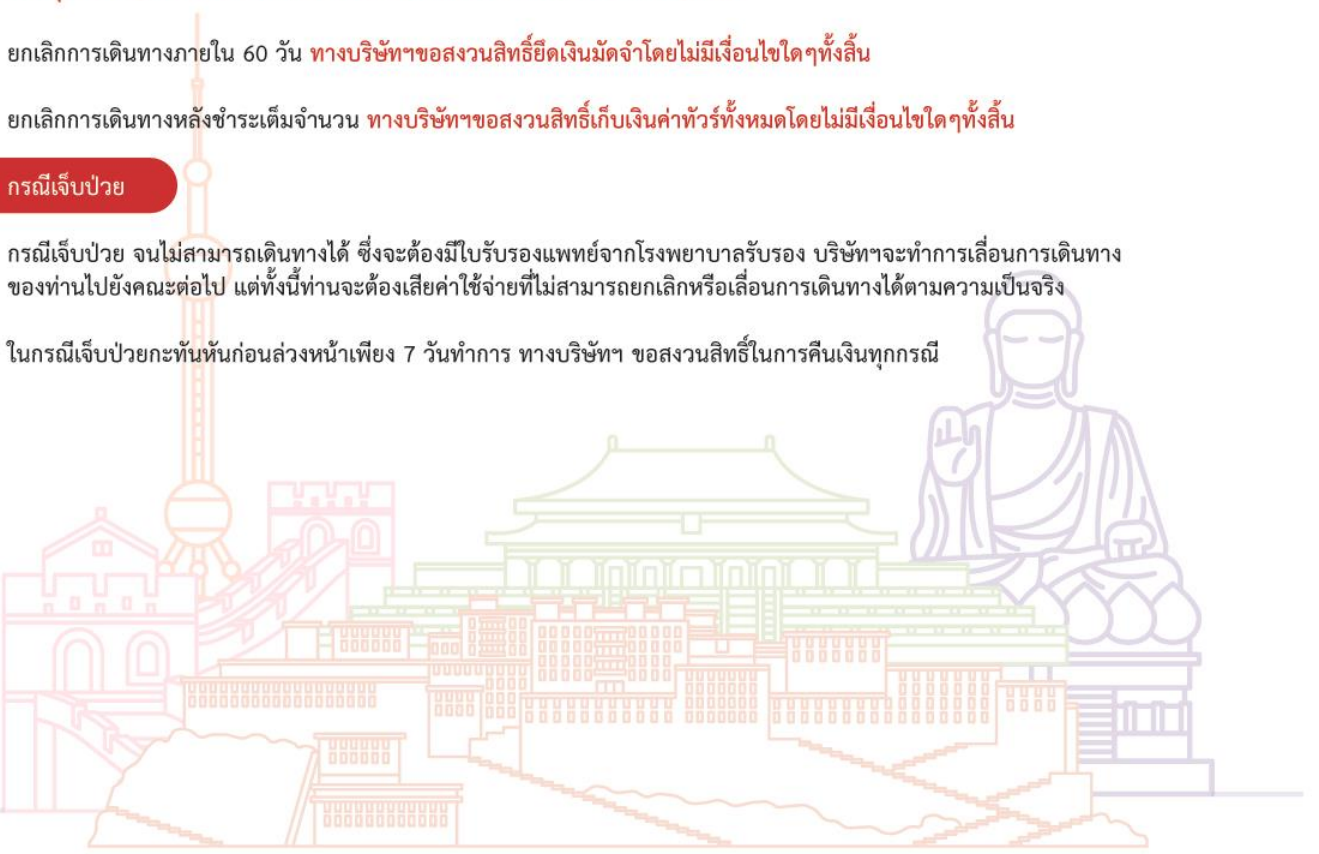 ยกเลิกการเดินทางภายใน 60 วัน ทางบริษัทฯขอสงวนสิทธิ์ยึดเงินมัดจำโดยไม่มีเงื่อนไขใดๆทั้งสิ้น
ยกเลิกการเดินทางหลังชำระเต็มจำนวน ทางบริษัทฯขอสงวนสิทธิ์เก็บเงินค่าทัวร์ทั้งหมดโดยไม่มีเงื่อนไขใดๆทั้งสิ้น
กรณีเจ็บป่วย
กรณีเจ็บป่วย จนไม่สามารถเดินทางได้ ซึ่งจะต้องมีใบรับรองแพทย์จากโรงพยาบาลรับรอง บริษัทฯจะทำการเลื่อนการเดินทาง
ของท่านไปยังคณะต่อไป แต่ทั้งนี้ท่านจะต้องเสียค่าใช้จ่ายที่ไม่สามารถยกเลิกหรือเลื่อนการเดินทางได้ตามความเป็นจริง
ในกรณีเจ็บป่วยกะทันหันก่อนล่วงหน้าเพียง 7 วันทำการ ทางบริษัทฯ ขอสงวนสิทธิ์ในการคืนเงินทุกกรณี